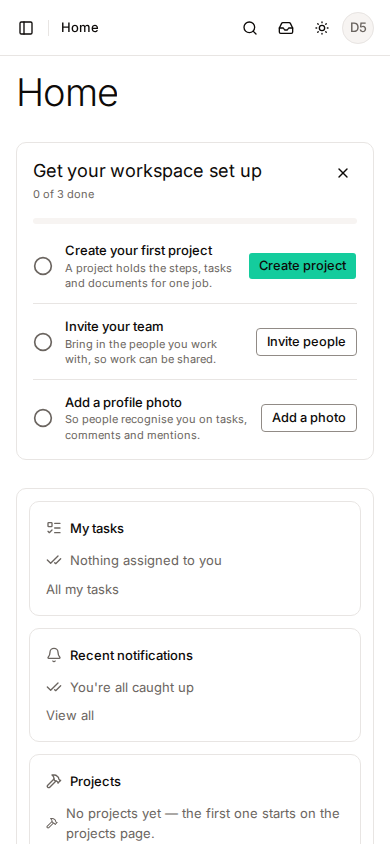 Home
D5
Home
Get your workspace set up
0 of 3 done
Create your first project
A project holds the steps, tasks
and documents for one job.
Create project
Invite your team
Bring in the people you work
with, so work can be shared.
Invite people
Add a profile photo
So people recognise you on tasks,
comments and mentions.
Add a photo
My tasks
Nothing assigned to you
All my tasks
Recent notifications
You're all caught up
View all
Projects
No projects yet — the first one starts on the
projects page.